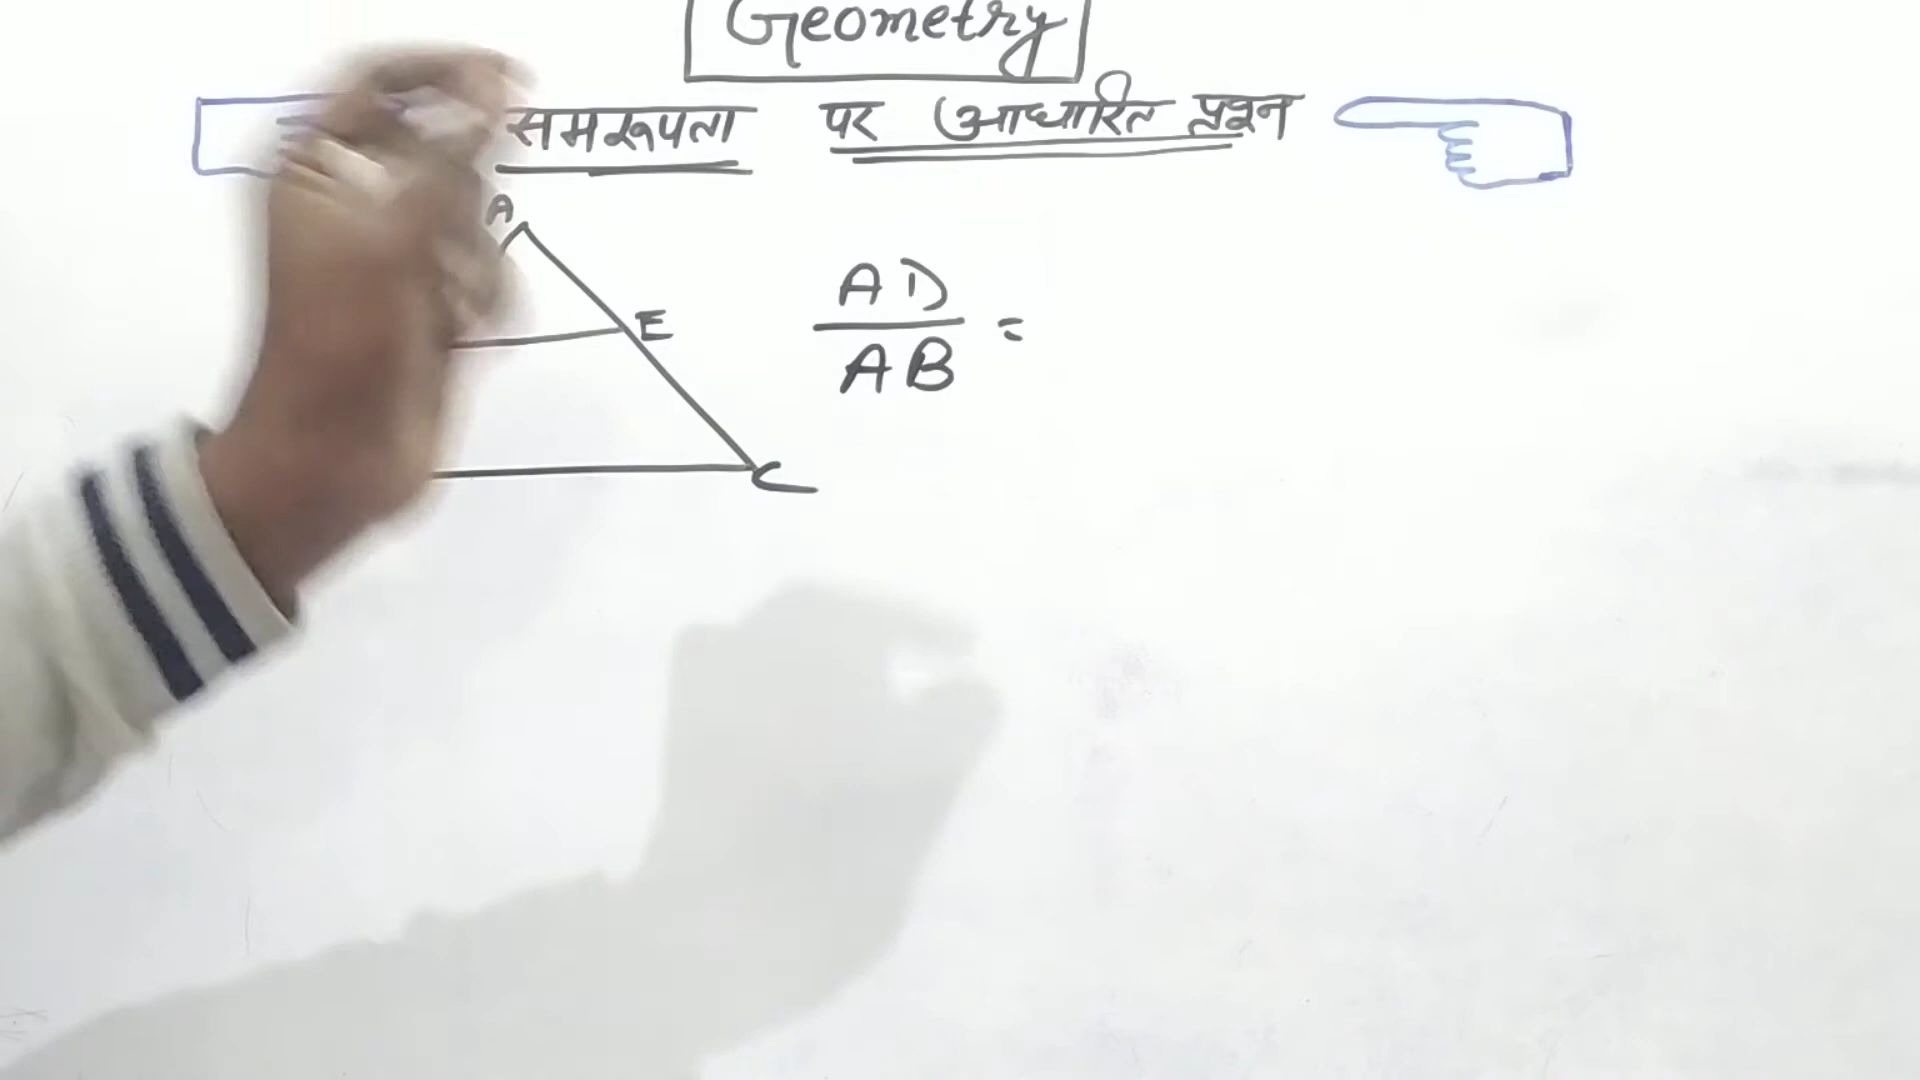 Geometry
समरूपता पर आधारित प्रश्न
A
E
C
AD
AB
=